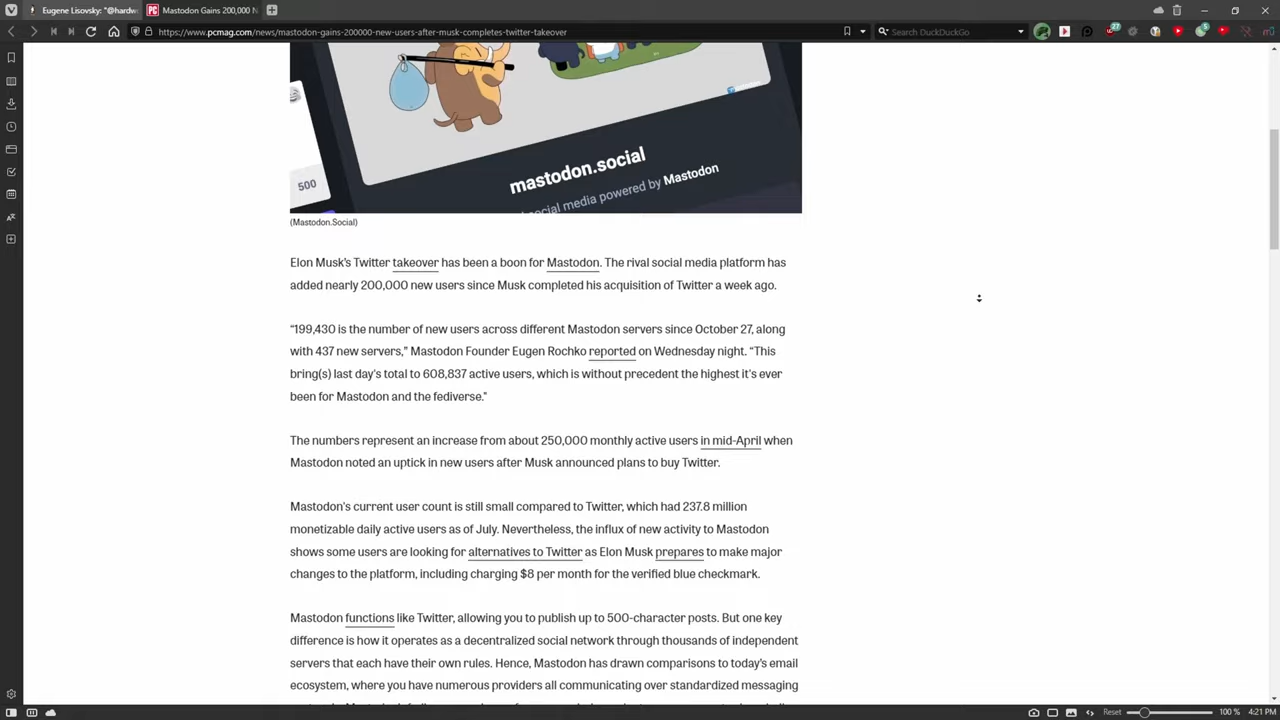 Eugene Lisovsky: "@hardw
Mastodon Gains 200,000 N
https://www.pcmag.com/news/mastodon-gains-200000-new-users-after-musk-completes-twitter-takeover
Search DuckDuckGo
27
5
500
mastodon.social
social media powered by Mastodon
(Mastodon.Social)
Elon Musk's Twitter takeover has been a boon for Mastodon. The rival social media platform has
added nearly 200,000 new users since Musk completed his acquisition of Twitter a week ago.
“199,430 is the number of new users across different Mastodon servers since October 27, along
with 437 new servers,” Mastodon Founder Eugen Rochko reported on Wednesday night. “This
bring(s) last day's total to 608,837 active users, which is without precedent the highest it's ever
been for Mastodon and the fediverse.”
The numbers represent an increase from about 250,000 monthly active users in mid-April when
Mastodon noted an uptick in new users after Musk announced plans to buy Twitter.
Mastodon's current user count is still small compared to Twitter, which had 237.8 million
monetizable daily active users as of July. Nevertheless, the influx of new activity to Mastodon
shows some users are looking for alternatives to Twitter as Elon Musk prepares to make major
changes to the platform, including charging $8 per month for the verified blue checkmark.
Mastodon functions like Twitter, allowing you to publish up to 500-character posts. But one key
difference is how it operates as a decentralized social network through thousands of independent
servers that each have their own rules. Hence, Mastodon has drawn comparisons to today's email
ecosystem, where you have numerous providers all communicating over standardized messaging
Reset
100 %
4:21 PM